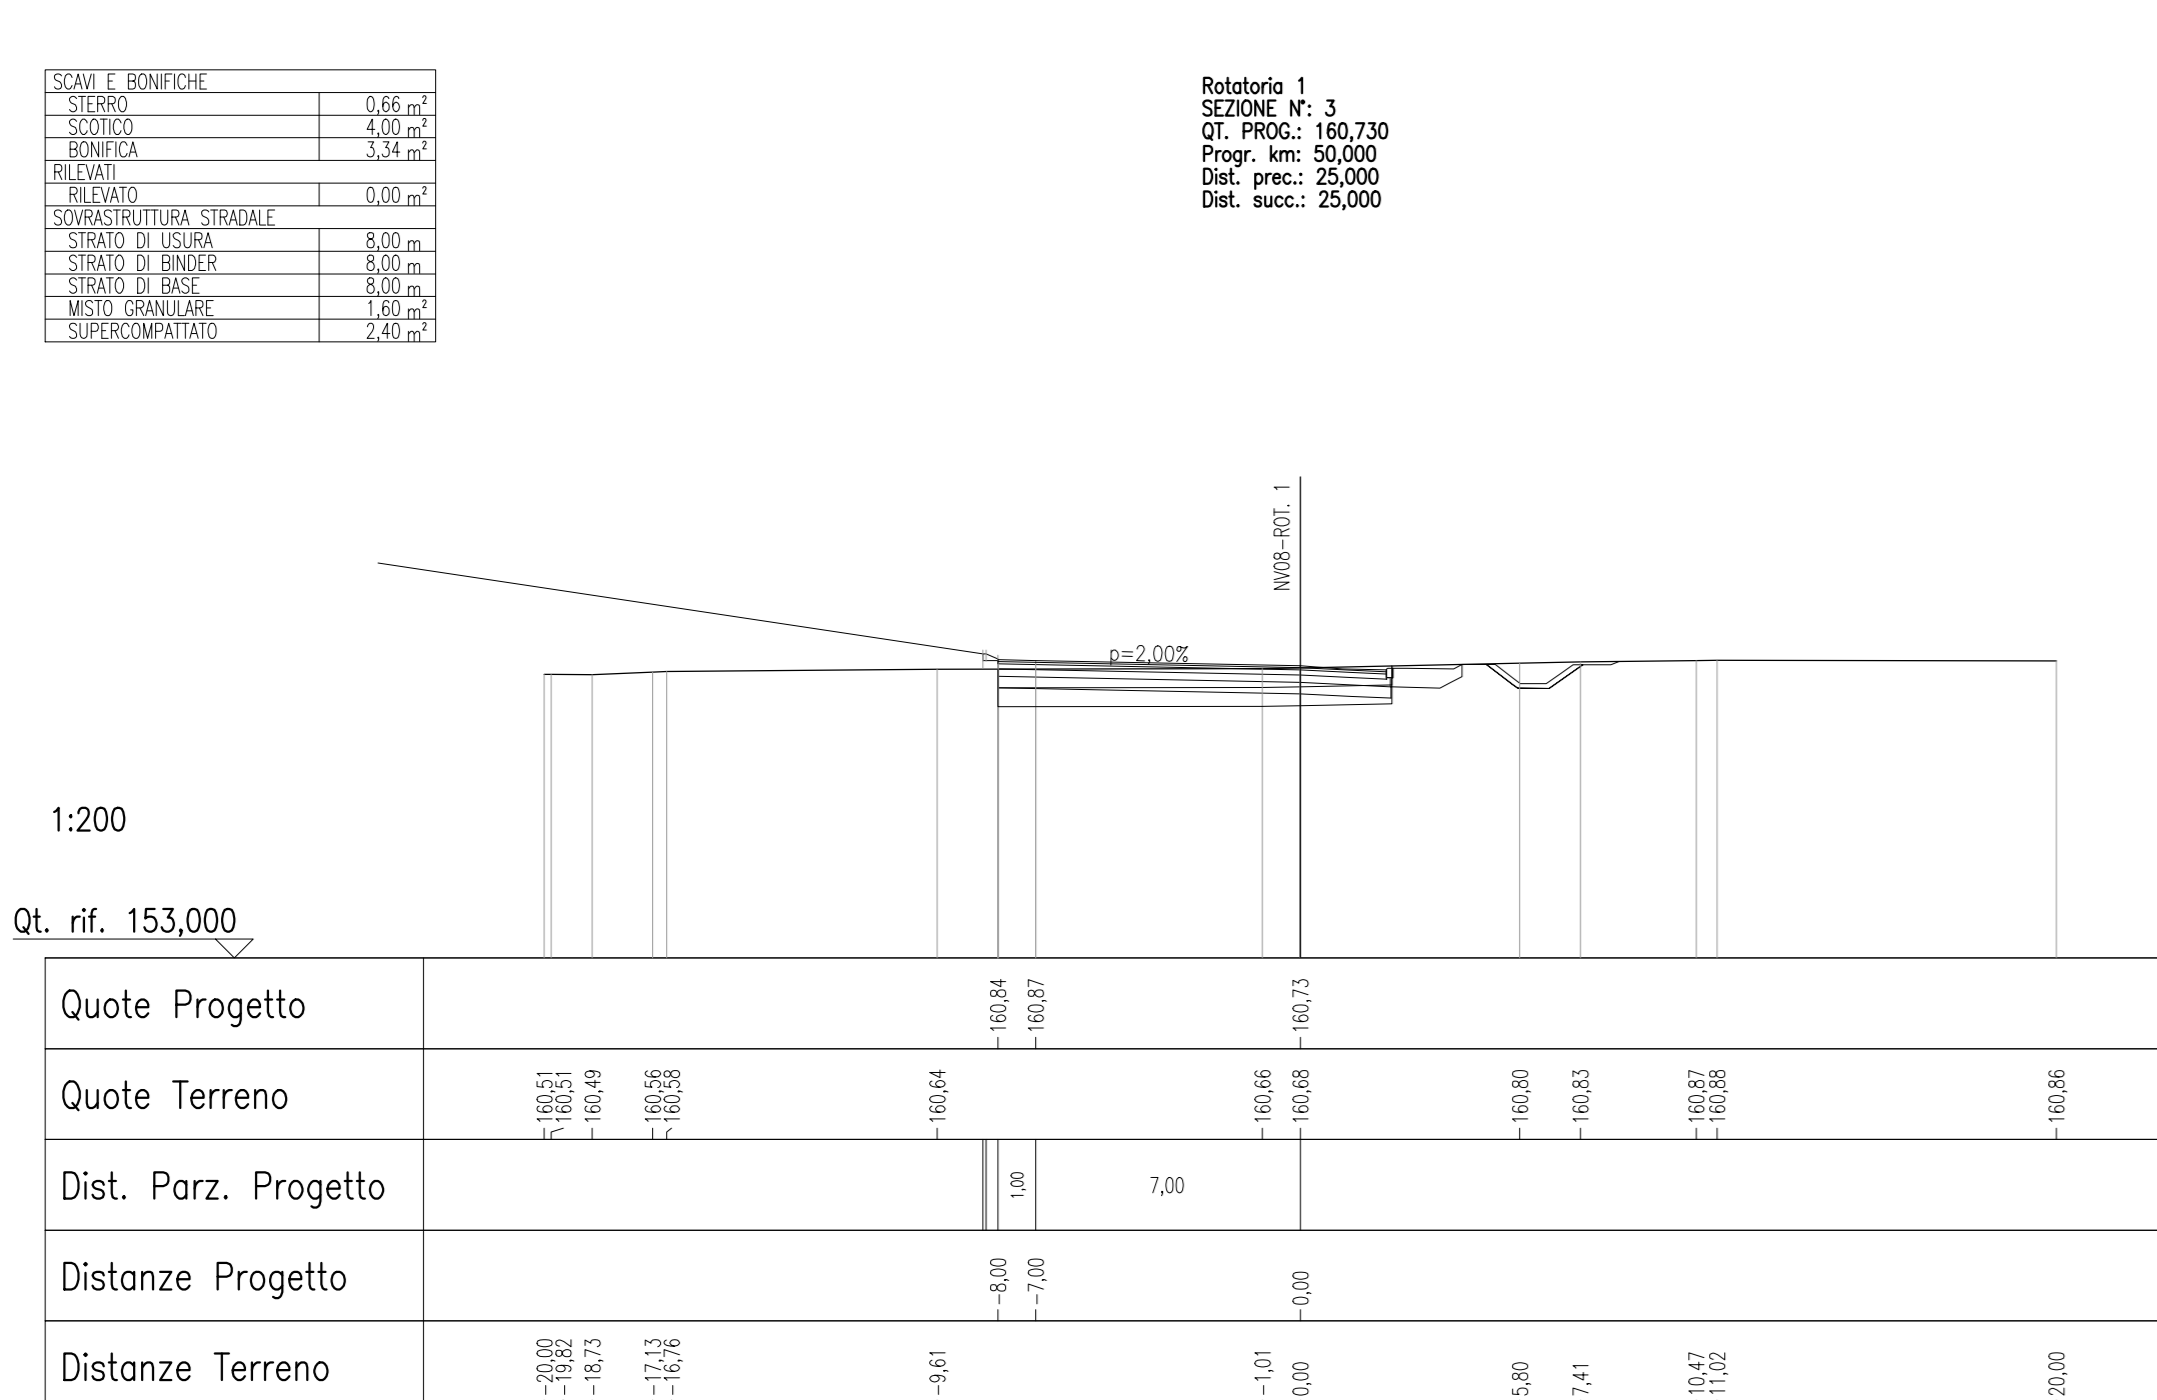 SCAVI E BONIFICHE
STERRO 0,66 m²
SCOTICO 4,00 m²
BONIFICA 3,34 m²
RILEVATI
RILEVATO 0,00 m²
SOVRASTRUTTURA STRADALE
STRATO DI USURA 8,00 m
STRATO DI BINDER 8,00 m
STRATO DI BASE 8,00 m
MISTO GRANULARE 1,60 m²
SUPERCOMPATTATO 2,40 m²
Rotatoria 1
SEZIONE N°: 3
QT. PROG.: 160,730
Progr. km: 50,000
Dist. prec.: 25,000
Dist. succ.: 25,000
NV08-ROT. 1
p=2,00%
1:200
Qt. rif. 153,000
Quote Progetto 160,84 160,87 160,73
Quote Terreno 160,51 160,51 160,49 160,56 160,58 160,64 160,66 160,68 160,80 160,83 160,87 160,88 160,86
Dist. Parz. Progetto 1,00 7,00
Distanze Progetto -8,00 -7,00 0,00
Distanze Terreno -20,00 -19,82 -18,73 -17,13 -16,76 -9,61 -1,01 0,00 5,80 7,41 10,47 11,02 20,00